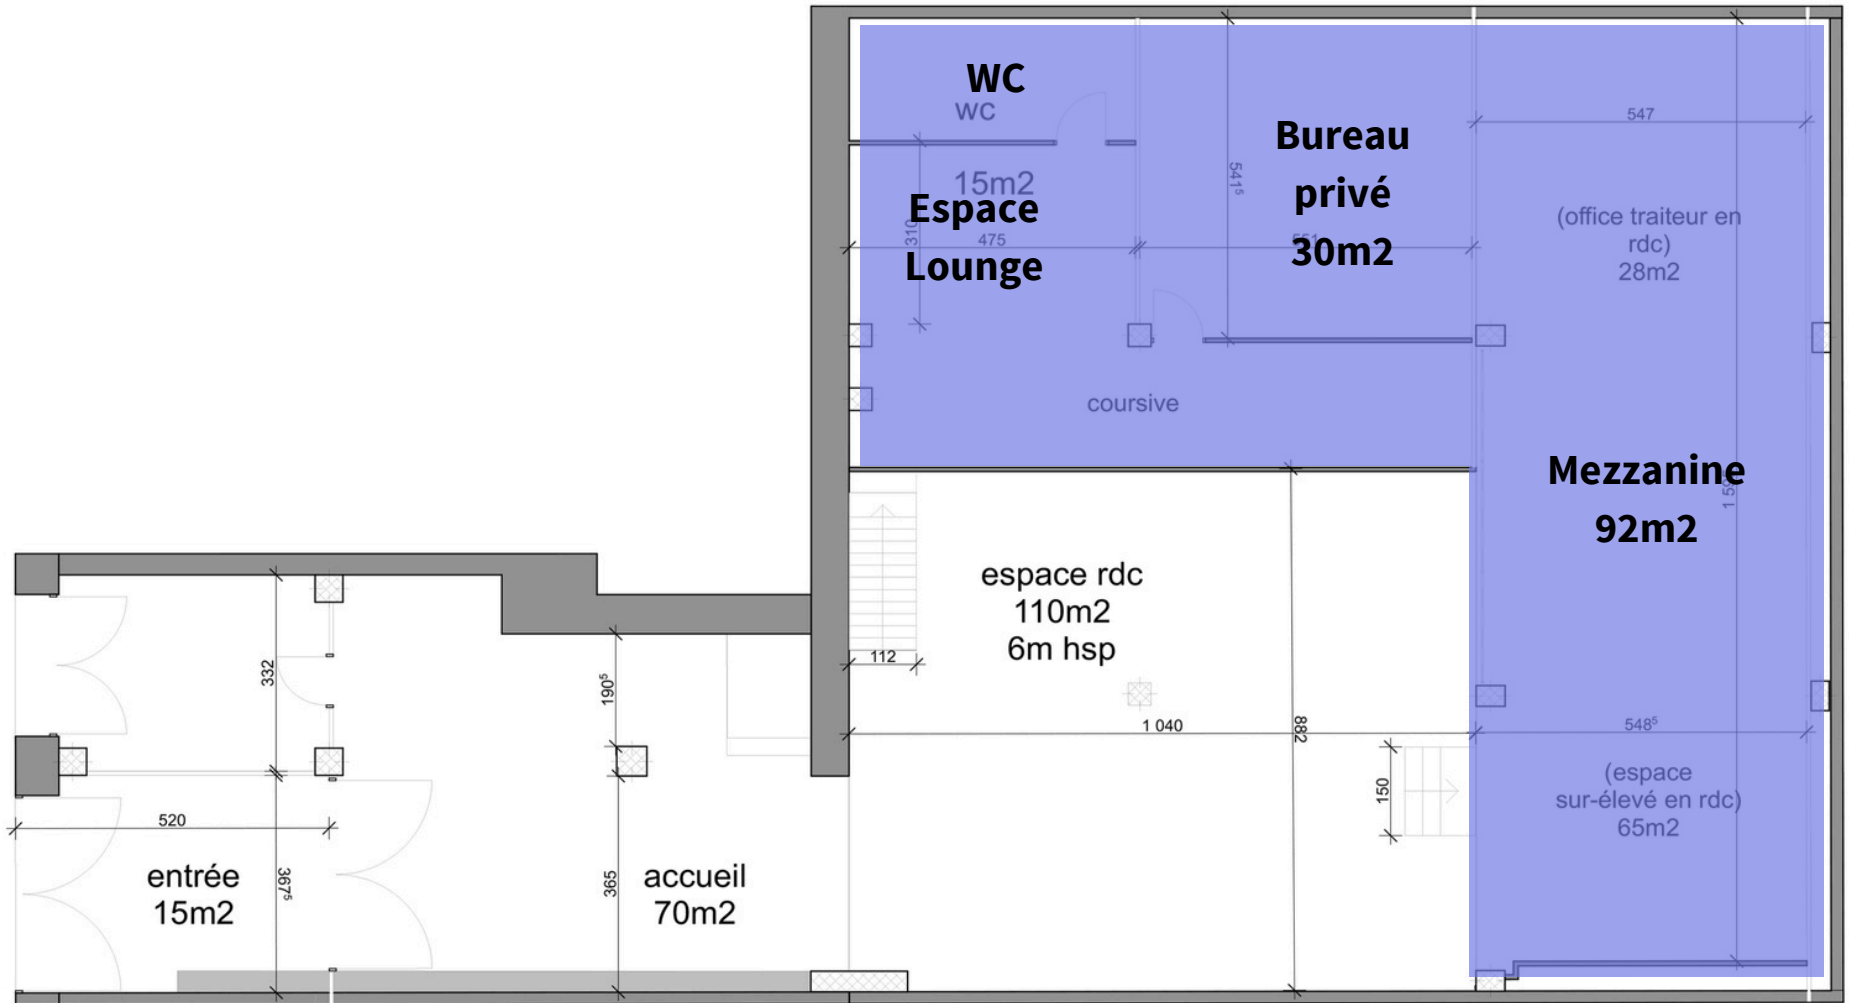 WC
wc
547
Bureau
privé
30m2
541⁵
15m2
Espace
Lounge
310
475
551
(office traiteur en
rdc)
28m2
coursive
Mezzanine
92m2
espace rdc
110m2
6m hsp
112
332
190⁵
1 040
882
548⁵
150
(espace
sur-élevé en rdc)
65m2
520
entrée
15m2
367⁵
365
accueil
70m2